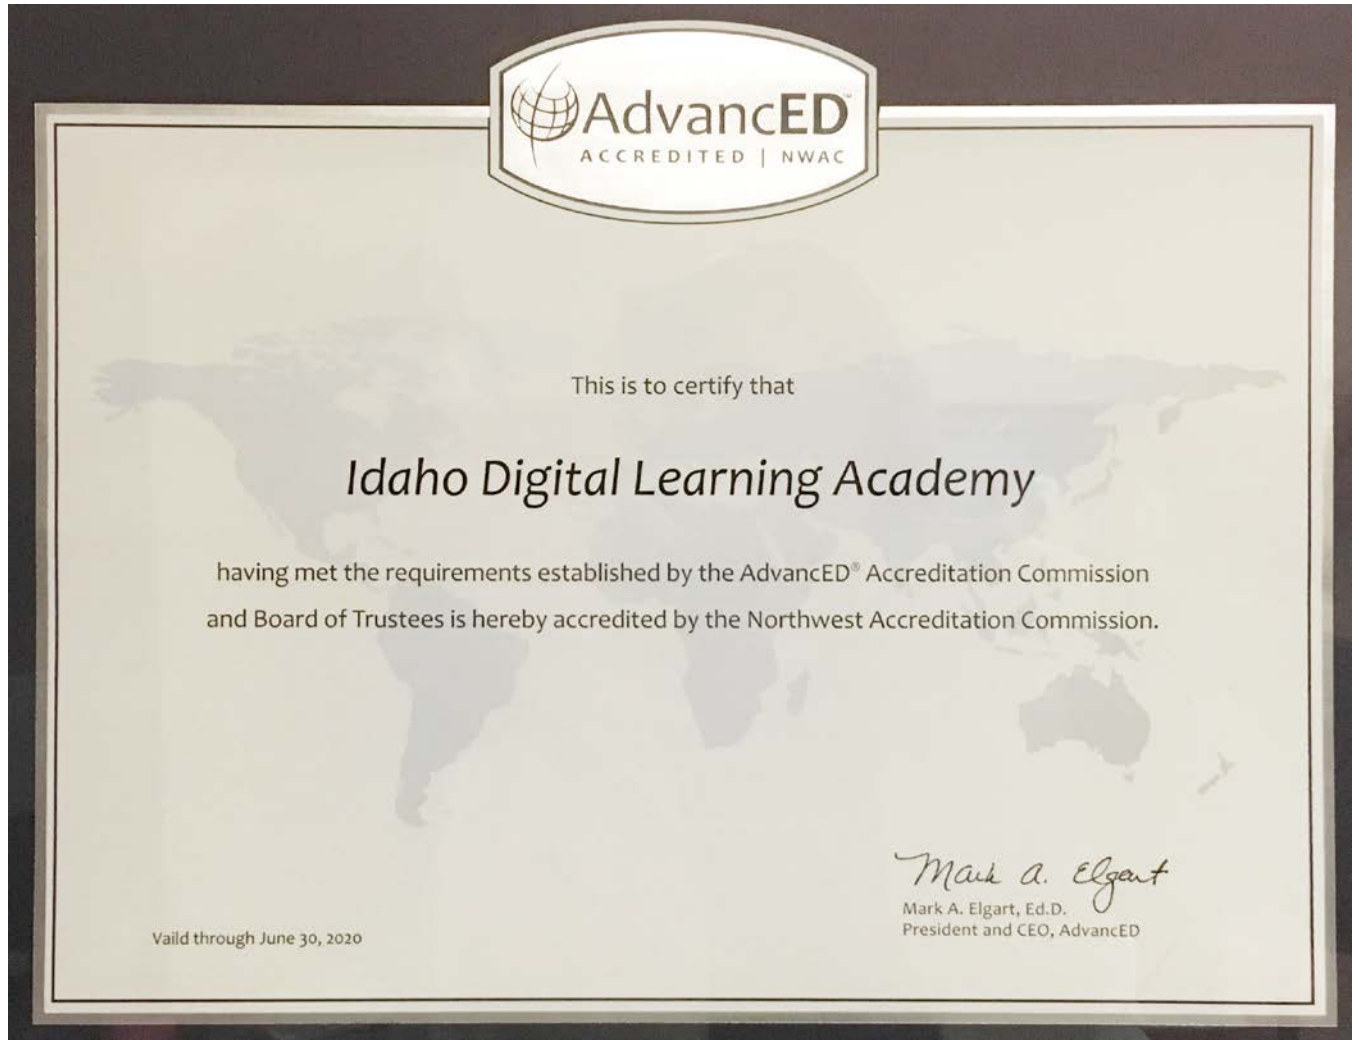 AdvancED™
ACCREDITED | NWAC
This is to certify that
Idaho Digital Learning Academy
having met the requirements established by the AdvancED® Accreditation Commission
and Board of Trustees is hereby accredited by the Northwest Accreditation Commission.
Mark A. Elgart
Mark A. Elgart, Ed.D.
President and CEO, AdvancED
Vaild through June 30, 2020